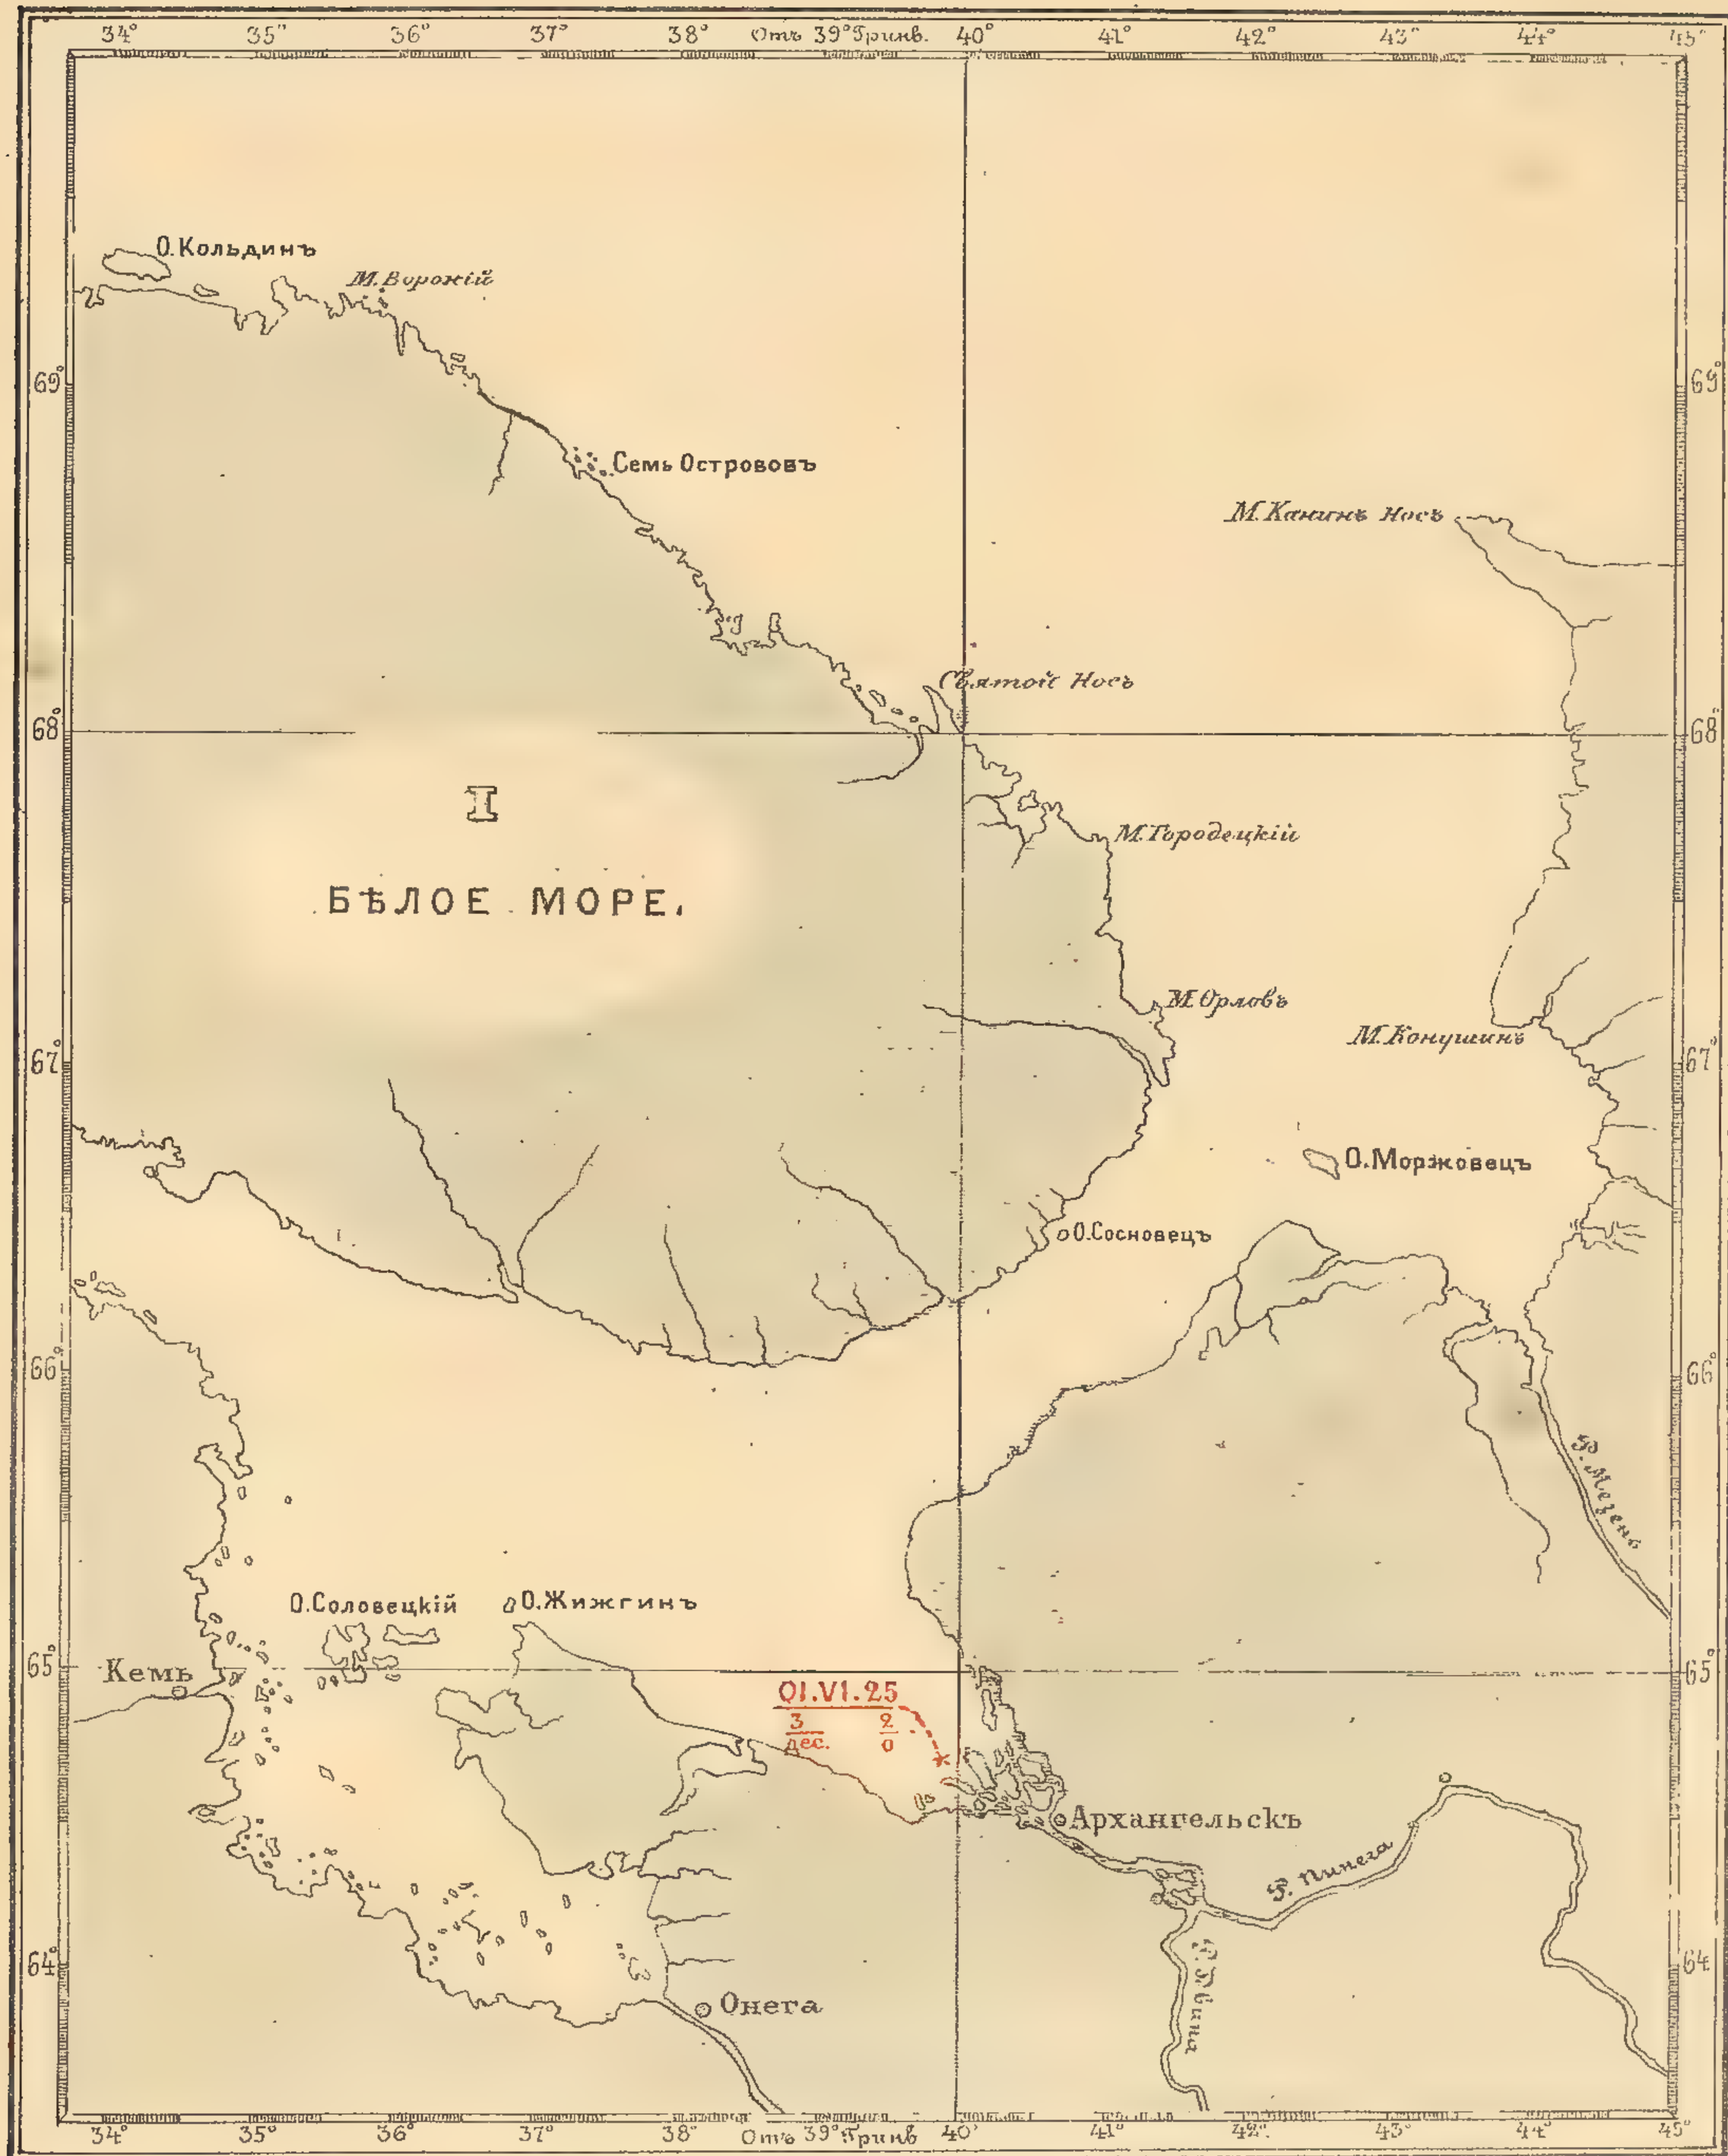 34° 35° 36° 37° 38° Отъ 39° Гринв. 40° 41° 42° 43° 44° 45°
О. Кольдинъ
М. Вороній
69° 69°
Семь Острововъ
М. Канинъ Носъ
Святой Носъ
68° 68°
I
М. Городецкій
БѢЛОЕ МОРЕ.
М. Орловъ
М. Конушинъ
67° 67°
О. Моржовецъ
О. Сосновецъ
66° 66°
Р. Мезень
О. Соловецкій
О. Жижгинъ
65° 65°
Кемь
01.VI.25
3 2
дес. 0
Архангельскъ
Р. Пинега
64° 64°
Р. Двина
Онега
34° 35° 36° 37° 38° Отъ 39° Гринв 40° 41° 42° 43° 44° 45°